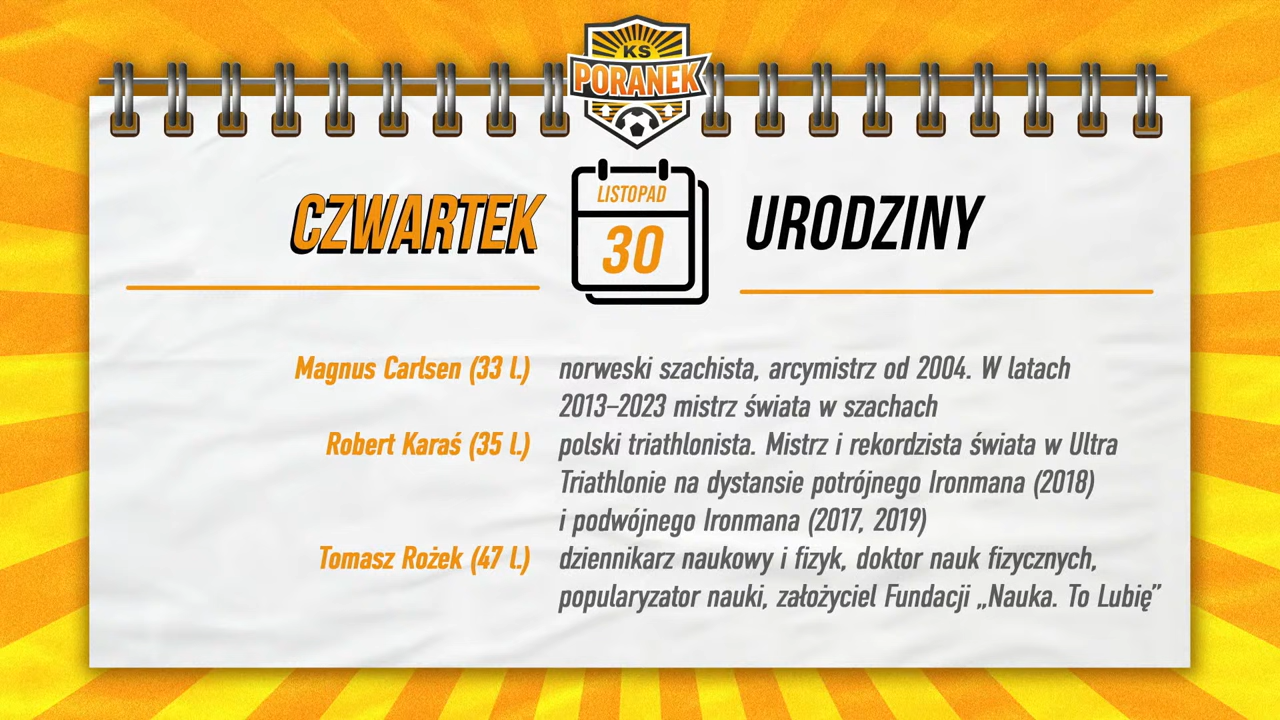 KS
PORANEK
CZWARTEK
LISTOPAD
30
URODZINY
Magnus Carlsen (33 l.) norweski szachista, arcymistrz od 2004. W latach
2013–2023 mistrz świata w szachach
Robert Karaś (35 l.) polski triathlonista. Mistrz i rekordzista świata w Ultra
Triathlonie na dystansie potrójnego Ironmana (2018)
i podwójnego Ironmana (2017, 2019)
Tomasz Rożek (47 l.) dziennikarz naukowy i fizyk, doktor nauk fizycznych,
popularyzator nauki, założyciel Fundacji „Nauka. To Lubię”